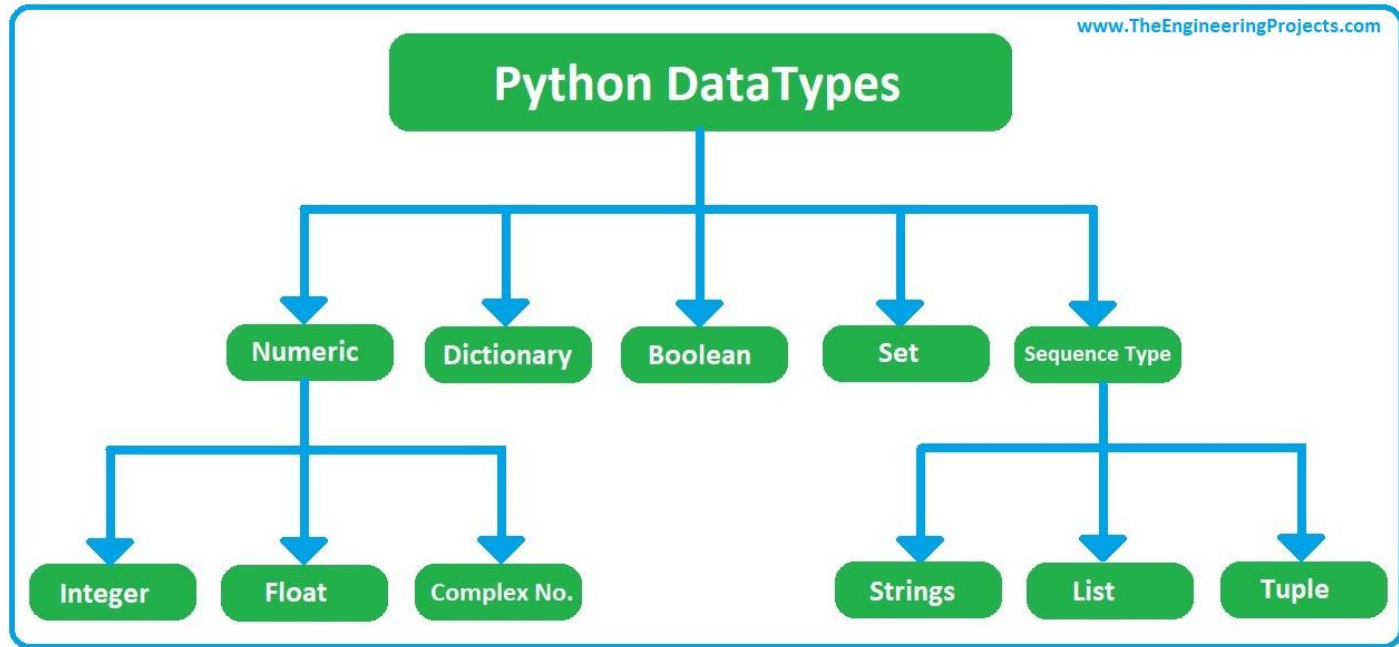 www.TheEngineeringProjects.com
Python DataTypes
Numeric
Dictionary
Boolean
Set
Sequence Type
Integer
Float
Complex No.
Strings
List
Tuple